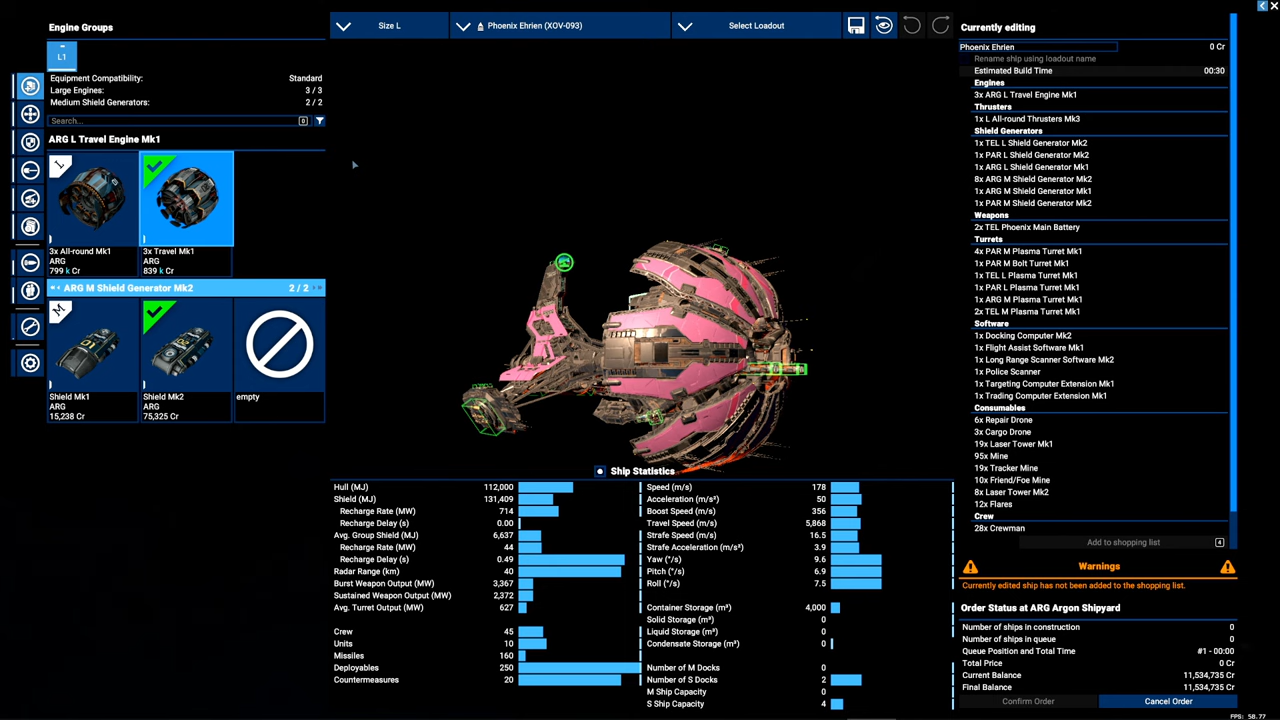 Engine Groups
L1
Equipment Compatibility: Standard
Large Engines: 3 / 3
Medium Shield Generators: 2 / 2
Search...
ARG L Travel Engine Mk1
L
3x All-round Mk1 3x Travel Mk1
ARG ARG
799 k Cr 839 k Cr
ARG M Shield Generator Mk2 2 / 2
M
Shield Mk1 Shield Mk2 empty
ARG ARG
15,238 Cr 75,325 Cr
Size L Phoenix Ehrien (XOV-093) Select Loadout
Ship Statistics
Hull (MJ) 112,000
Shield (MJ) 131,409
Recharge Rate (MW) 714
Recharge Delay (s) 0.00
Avg. Group Shield (MJ) 6,637
Recharge Rate (MW) 44
Recharge Delay (s) 0.49
Radar Range (km) 40
Burst Weapon Output (MW) 3,367
Sustained Weapon Output (MW) 2,372
Avg. Turret Output (MW) 627
Crew 45
Units 10
Missiles 160
Deployables 250
Countermeasures 20
Speed (m/s) 178
Acceleration (m/s²) 50
Boost Speed (m/s) 356
Travel Speed (m/s) 5,868
Strafe Speed (m/s) 16.5
Strafe Acceleration (m/s²) 3.9
Yaw (°/s) 9.6
Pitch (°/s) 6.9
Roll (°/s) 7.5
Container Storage (m³) 4,000
Solid Storage (m³) 0
Liquid Storage (m³) 0
Condensate Storage (m³) 0
Number of M Docks 0
Number of S Docks 2
M Ship Capacity 0
S Ship Capacity 4
Currently editing
Phoenix Ehrien 0 Cr
Rename ship using loadout name
Estimated Build Time 00:30
Engines
3x ARG L Travel Engine Mk1
Thrusters
1x L All-round Thrusters Mk3
Shield Generators
1x TEL L Shield Generator Mk2
1x PAR L Shield Generator Mk2
1x ARG L Shield Generator Mk1
8x ARG M Shield Generator Mk2
1x ARG M Shield Generator Mk1
1x PAR M Shield Generator Mk2
Weapons
2x TEL Phoenix Main Battery
Turrets
4x PAR M Plasma Turret Mk1
1x PAR M Bolt Turret Mk1
1x TEL L Plasma Turret Mk1
1x PAR L Plasma Turret Mk1
1x ARG M Plasma Turret Mk1
2x TEL M Plasma Turret Mk1
Software
1x Docking Computer Mk2
1x Flight Assist Software Mk1
1x Long Range Scanner Software Mk2
1x Police Scanner
1x Targeting Computer Extension Mk1
1x Trading Computer Extension Mk1
Consumables
6x Repair Drone
3x Cargo Drone
19x Laser Tower Mk1
95x Mine
19x Tracker Mine
10x Friend/Foe Mine
8x Laser Tower Mk2
12x Flares
Crew
28x Crewman
Add to shopping list
Warnings
Currently edited ship has not been added to the shopping list.
Order Status at ARG Argon Shipyard
Number of ships in construction 0
Number of ships in queue 0
Queue Position and Total Time #1 - 00:00
Total Price 0 Cr
Current Balance 11,534,735 Cr
Final Balance 11,534,735 Cr
Confirm Order Cancel Order
FPS: 58.77